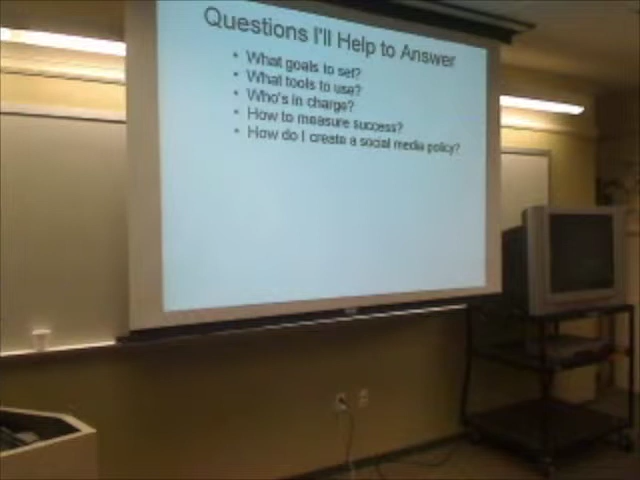 Questions I'll Help to Answer
• What goals to set?
• What tools to use?
• Who's in charge?
• How to measure success?
• How do I create a social media policy?